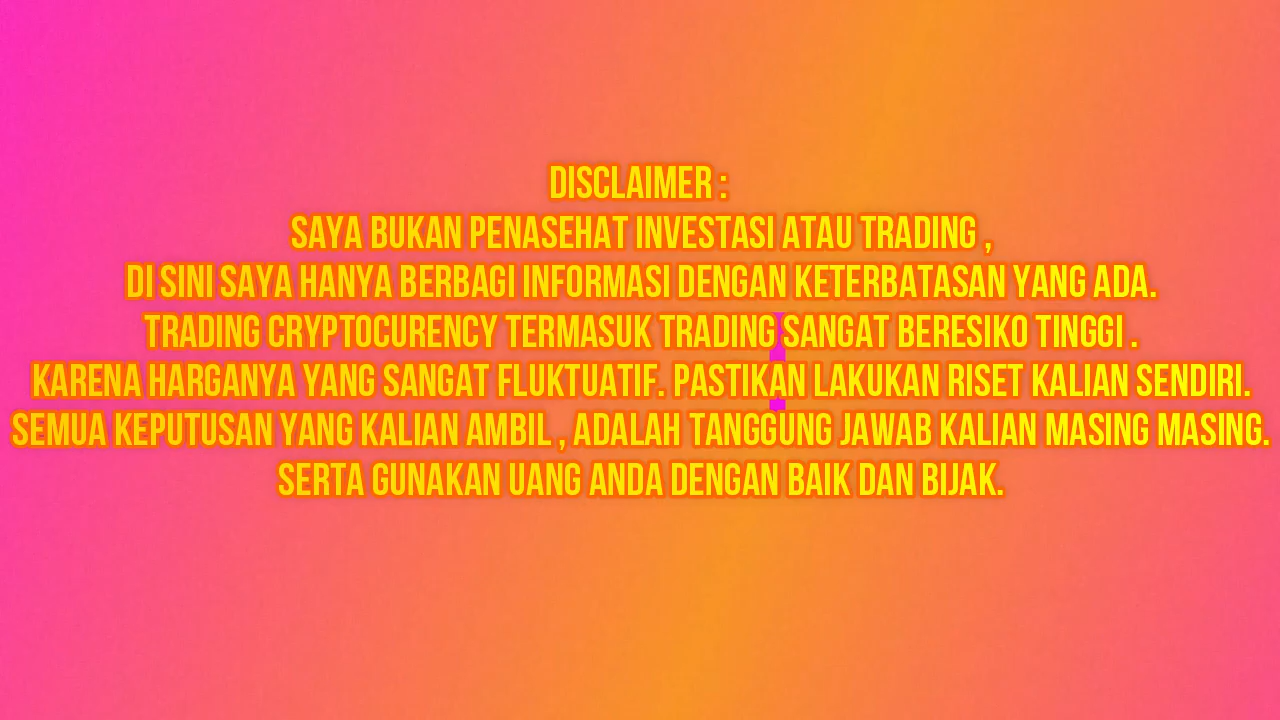 DISCLAIMER :
SAYA BUKAN PENASEHAT INVESTASI ATAU TRADING ,
DI SINI SAYA HANYA BERBAGI INFORMASI DENGAN KETERBATASAN YANG ADA.
TRADING CRYPTOCURENCY TERMASUK TRADING SANGAT BERESIKO TINGGI .
KARENA HARGANYA YANG SANGAT FLUKTUATIF. PASTIKAN LAKUKAN RISET KALIAN SENDIRI.
SEMUA KEPUTUSAN YANG KALIAN AMBIL , ADALAH TANGGUNG JAWAB KALIAN MASING MASING.
SERTA GUNAKAN UANG ANDA DENGAN BAIK DAN BIJAK.